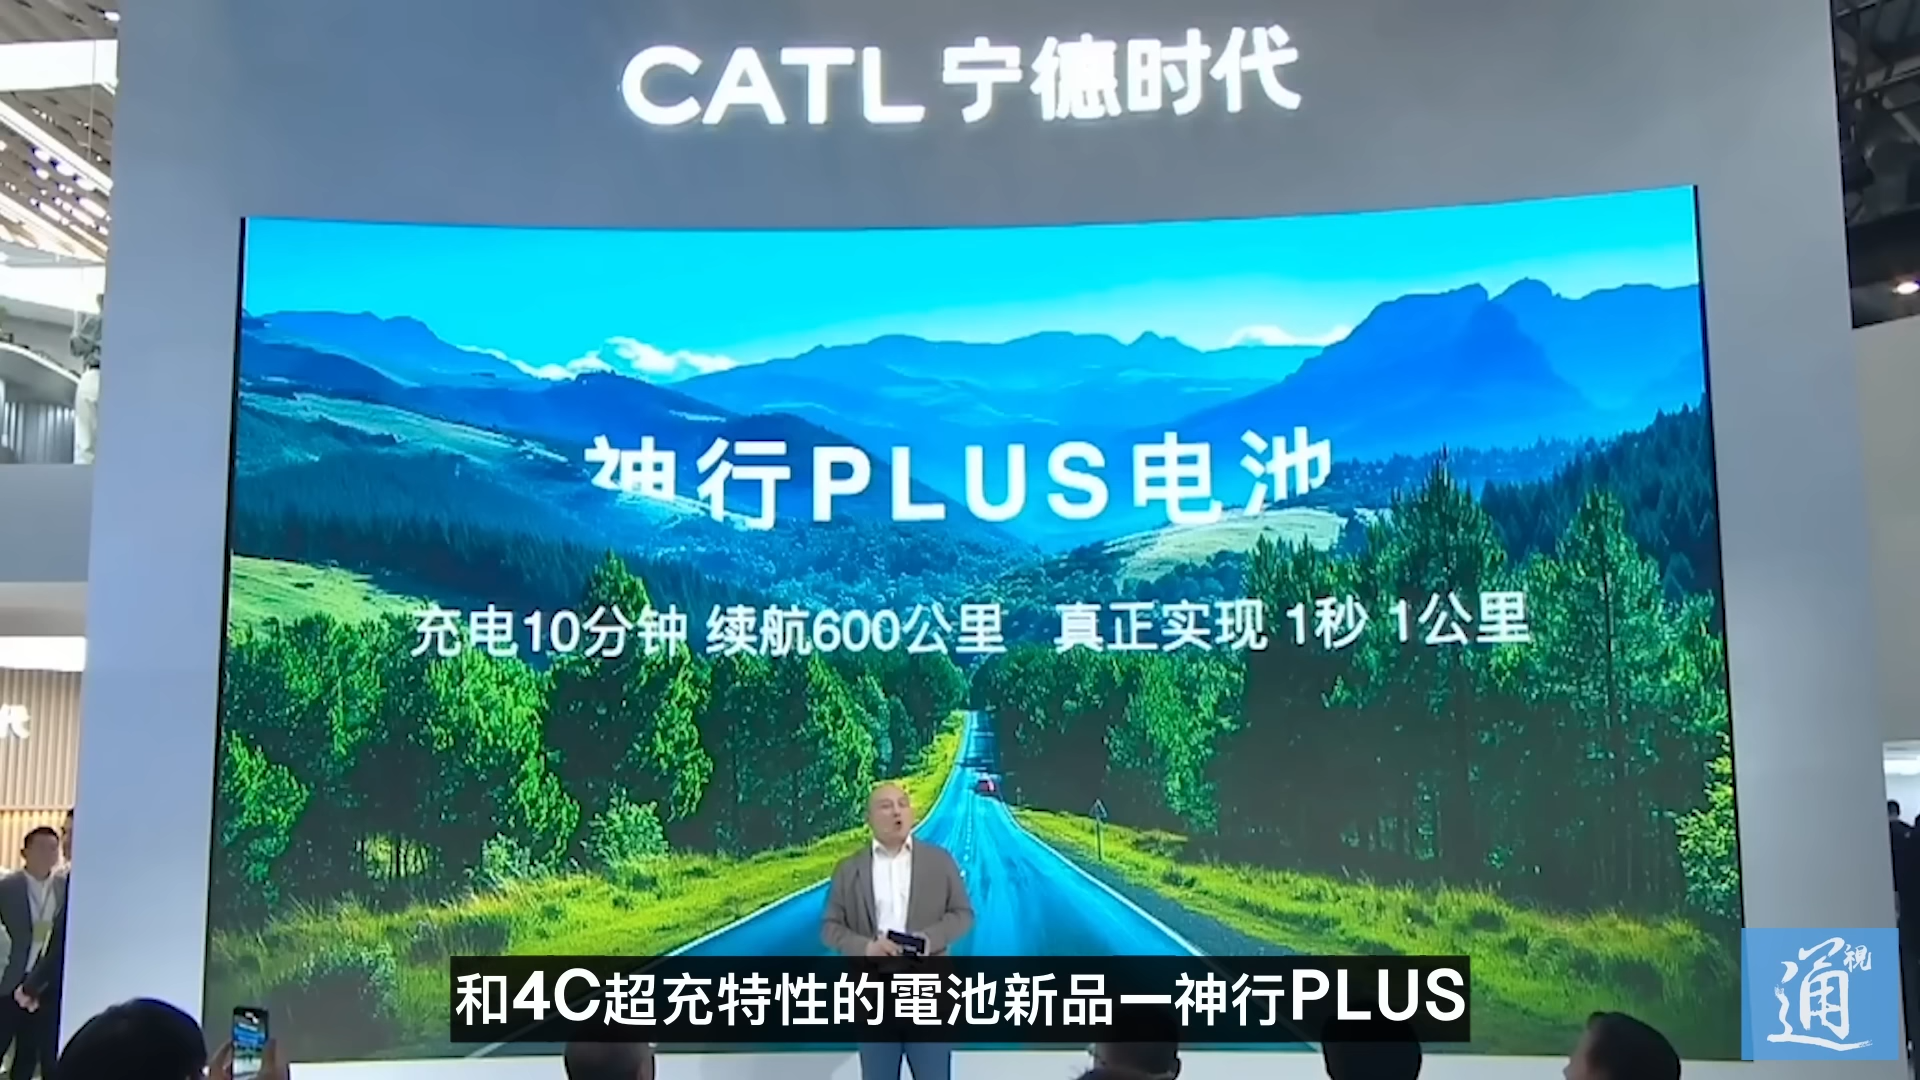 CATL 宁德时代
神行PLUS电池
充电10分钟 续航600公里 真正实现 1秒 1公里
代
和4C超充特性的電池新品一神行PLUS
通視